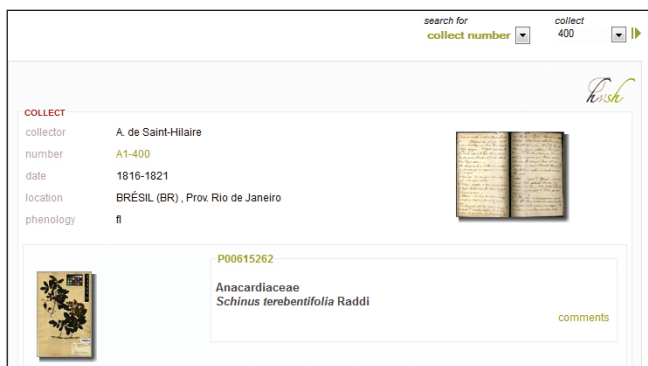 search for
collect
collect number
400
hvsh
COLLECT
collector A. de Saint-Hilaire
number A1-400
date 1816-1821
location BRÉSIL (BR) , Prov. Rio de Janeiro
phenology fl
P00615262
Anacardiaceae
Schinus terebentifolia Raddi
comments